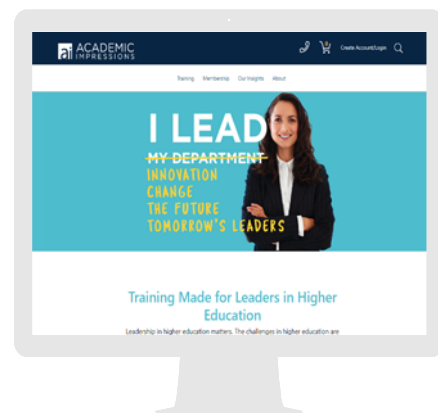 ai ACADEMIC
IMPRESSIONS
Create Account/Login
Training Membership Our Insights About
I LEAD
MY DEPARTMENT
INNOVATION
CHANGE
THE FUTURE
TOMORROW'S LEADERS
Training Made for Leaders in Higher
Education
Leadership in higher education matters. The challenges in higher education are